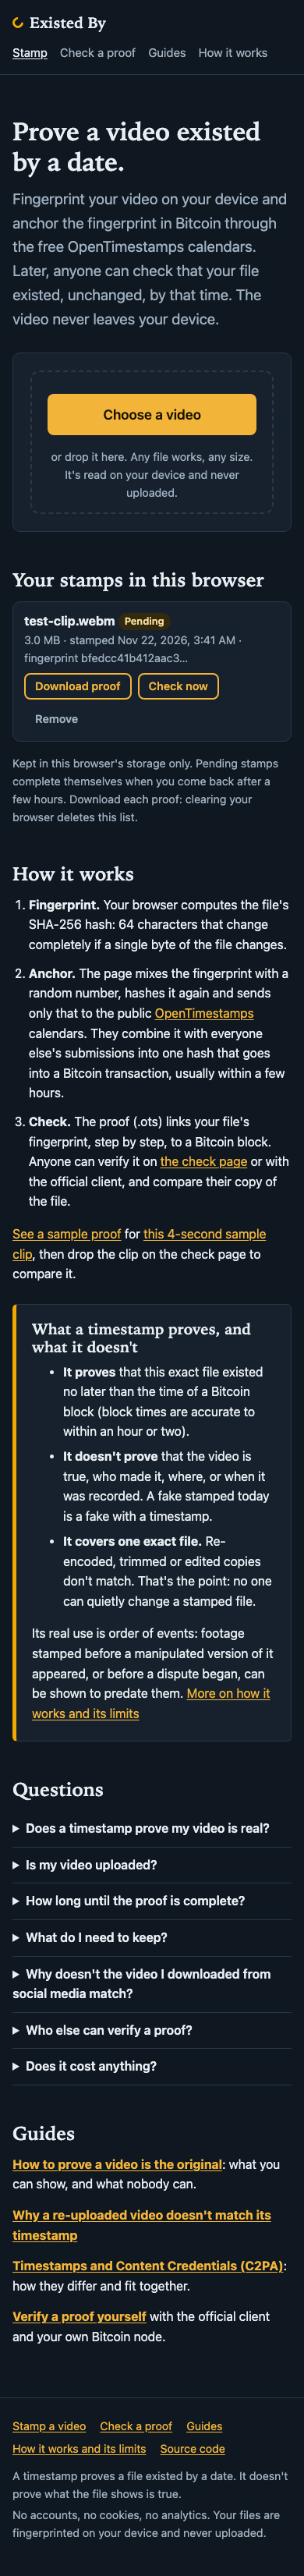 Existed By
Stamp Check a proof Guides How it works
Prove a video existed
by a date.
Fingerprint your video on your device and
anchor the fingerprint in Bitcoin through
the free OpenTimestamps calendars.
Later, anyone can check that your file
existed, unchanged, by that time. The
video never leaves your device.
Choose a video
or drop it here. Any file works, any size.
It's read on your device and never
uploaded.
Your stamps in this browser
test-clip.webm Pending
3.0 MB · stamped Nov 22, 2026, 3:41 AM ·
fingerprint bfedcc41b412aac3…
Download proof Check now
Remove
Kept in this browser's storage only. Pending stamps
complete themselves when you come back after a
few hours. Download each proof: clearing your
browser deletes this list.
How it works
1. Fingerprint. Your browser computes the file's
SHA-256 hash: 64 characters that change
completely if a single byte of the file changes.
2. Anchor. The page mixes the fingerprint with a
random number, hashes it again and sends
only that to the public OpenTimestamps
calendars. They combine it with everyone
else's submissions into one hash that goes
into a Bitcoin transaction, usually within a few
hours.
3. Check. The proof (.ots) links your file's
fingerprint, step by step, to a Bitcoin block.
Anyone can verify it on the check page or with
the official client, and compare their copy of
the file.
See a sample proof for this 4-second sample
clip, then drop the clip on the check page to
compare it.
What a timestamp proves, and
what it doesn't
• It proves that this exact file existed
no later than the time of a Bitcoin
block (block times are accurate to
within an hour or two).
• It doesn't prove that the video is
true, who made it, where, or when it
was recorded. A fake stamped today
is a fake with a timestamp.
• It covers one exact file. Re-
encoded, trimmed or edited copies
don't match. That's the point: no one
can quietly change a stamped file.
Its real use is order of events: footage
stamped before a manipulated version of it
appeared, or before a dispute began, can
be shown to predate them. More on how it
works and its limits
Questions
Does a timestamp prove my video is real?
Is my video uploaded?
How long until the proof is complete?
What do I need to keep?
Why doesn't the video I downloaded from
social media match?
Who else can verify a proof?
Does it cost anything?
Guides
How to prove a video is the original: what you
can show, and what nobody can.
Why a re-uploaded video doesn't match its
timestamp
Timestamps and Content Credentials (C2PA):
how they differ and fit together.
Verify a proof yourself with the official client
and your own Bitcoin node.
Stamp a video Check a proof Guides
How it works and its limits Source code
A timestamp proves a file existed by a date. It doesn't
prove what the file shows is true.
No accounts, no cookies, no analytics. Your files are
fingerprinted on your device and never uploaded.